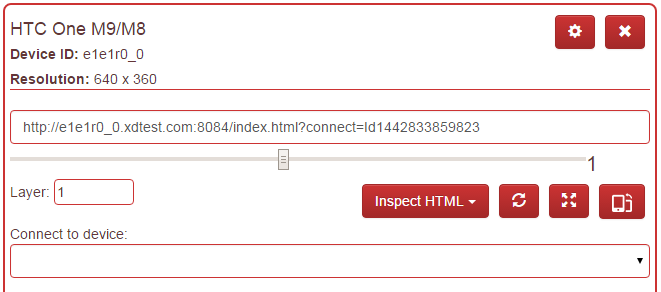 HTC One M9/M8
Device ID: e1e1r0_0
Resolution: 640 x 360
http://e1e1r0_0.xdtest.com:8084/index.html?connect=Id1442833859823
1
Layer: 1
Inspect HTML
Connect to device: